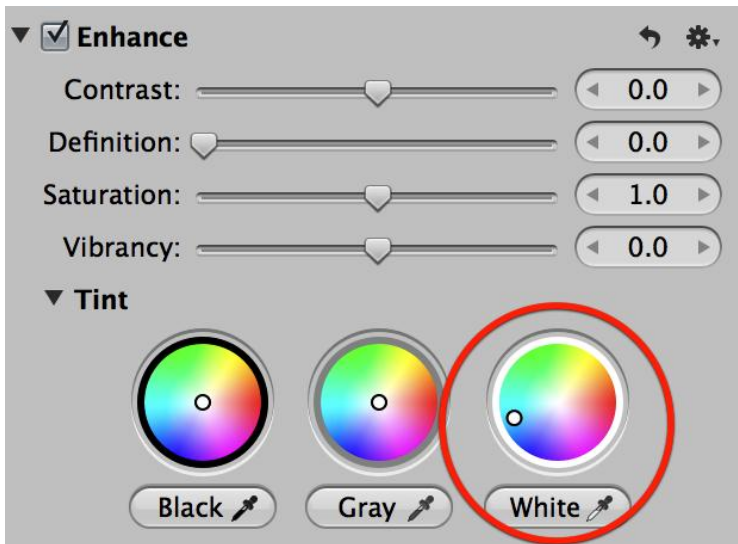 Enhance
Contrast: 0.0
Definition: 0.0
Saturation: 1.0
Vibrancy: 0.0
Tint
Black Gray White